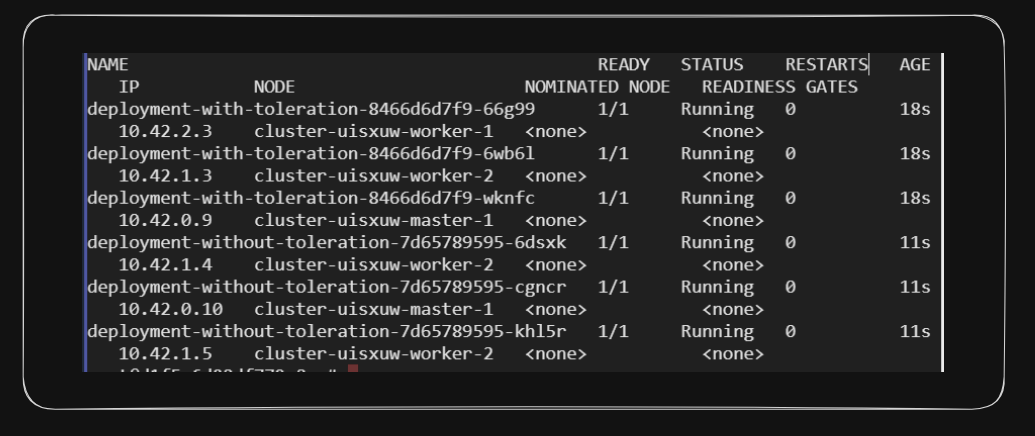 NAME READY STATUS RESTARTS AGE
IP NODE NOMINATED NODE READINESS GATES
deployment-with-toleration-8466d6d7f9-66g99 1/1 Running 0 18s
10.42.2.3 cluster-uisxuw-worker-1 <none> <none>
deployment-with-toleration-8466d6d7f9-6wb6l 1/1 Running 0 18s
10.42.1.3 cluster-uisxuw-worker-2 <none> <none>
deployment-with-toleration-8466d6d7f9-wknfc 1/1 Running 0 18s
10.42.0.9 cluster-uisxuw-master-1 <none> <none>
deployment-without-toleration-7d65789595-6dsxk 1/1 Running 0 11s
10.42.1.4 cluster-uisxuw-worker-2 <none> <none>
deployment-without-toleration-7d65789595-cgncr 1/1 Running 0 11s
10.42.0.10 cluster-uisxuw-master-1 <none> <none>
deployment-without-toleration-7d65789595-khl5r 1/1 Running 0 11s
10.42.1.5 cluster-uisxuw-worker-2 <none> <none>